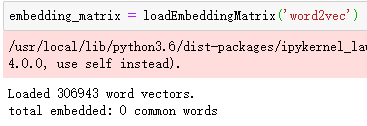 embedding_matrix = loadEmbeddingMatrix('word2vec')
/usr/local/lib/python3.6/dist-packages/ipykernel_la
4.0.0, use self instead).
Loaded 306943 word vectors.
total embedded: 0 common words